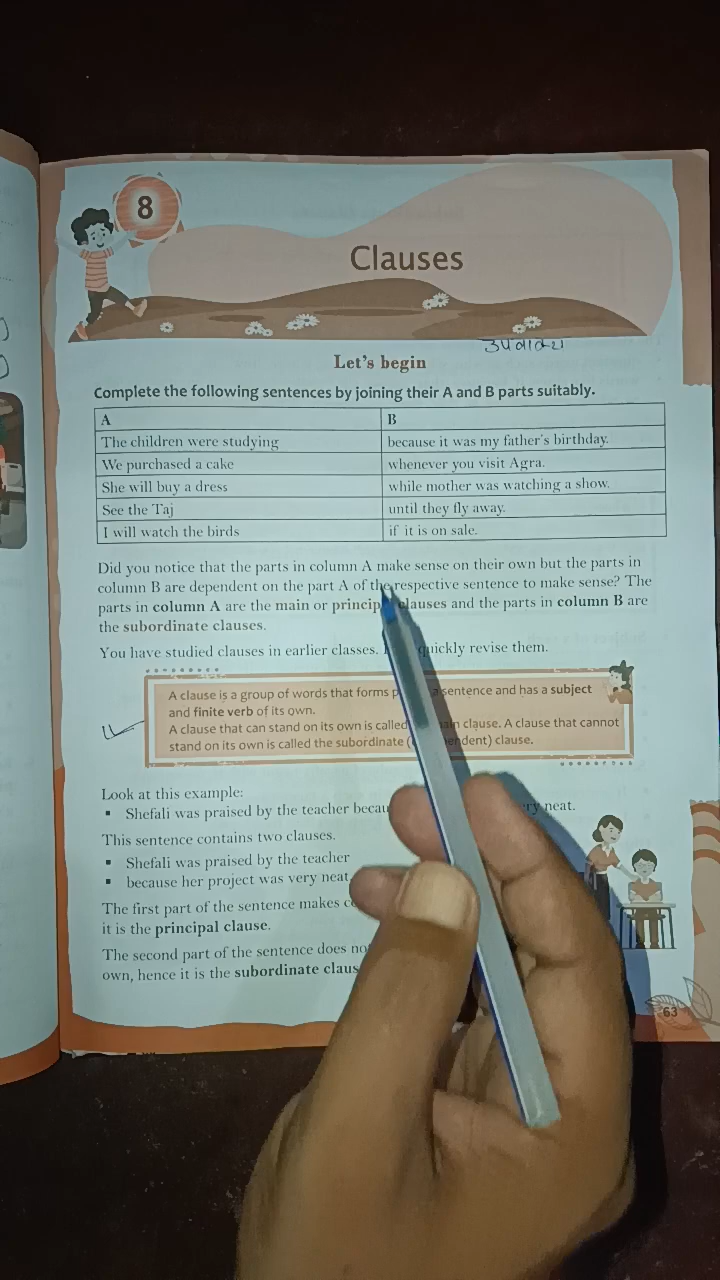 8
Clauses
Let's begin
Complete the following sentences by joining their A and B parts suitably.
A B
The children were studying because it was my father's birthday.
We purchased a cake whenever you visit Agra.
She will buy a dress while mother was watching a show.
See the Taj until they fly away.
I will watch the birds if it is on sale.
Did you notice that the parts in column A make sense on their own but the parts in
column B are dependent on the part A of the respective sentence to make sense? The
parts in column A are the main or clauses and the parts in column B are
the subordinate clauses.
You have studied clauses in earlier classes. quickly revise them.
A clause is a group of words that forms sentence and has a subject
and finite verb of its own.
A clause that can stand on its own is called clause. A clause that cannot
stand on its own is called the subordinate clause.
Look at this example:
▪ Shefali was praised by the teacher neat.
This sentence contains two clauses.
▪ Shefali was praised by the teacher
▪ because her project was very neat
The first part of the sentence makes
it is the principal clause.
The second part of the sentence does
own, hence it is the subordinate
63